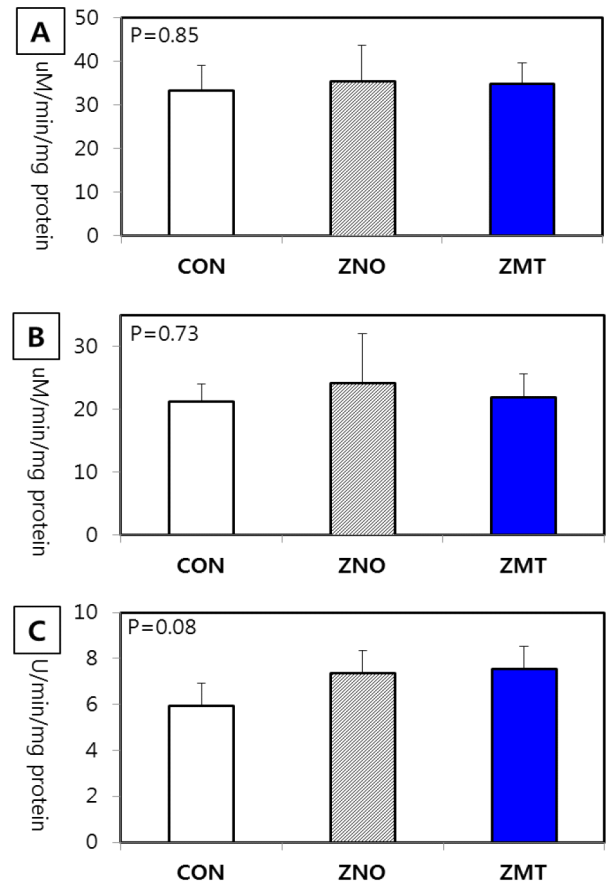 A
P=0.85
uM/min/mg protein
50
40
30
20
10
0
CON ZNO ZMT
B
P=0.73
uM/min/mg protein
30
20
10
0
CON ZNO ZMT
C
P=0.08
U/min/mg protein
10
8
6
4
2
0
CON ZNO ZMT